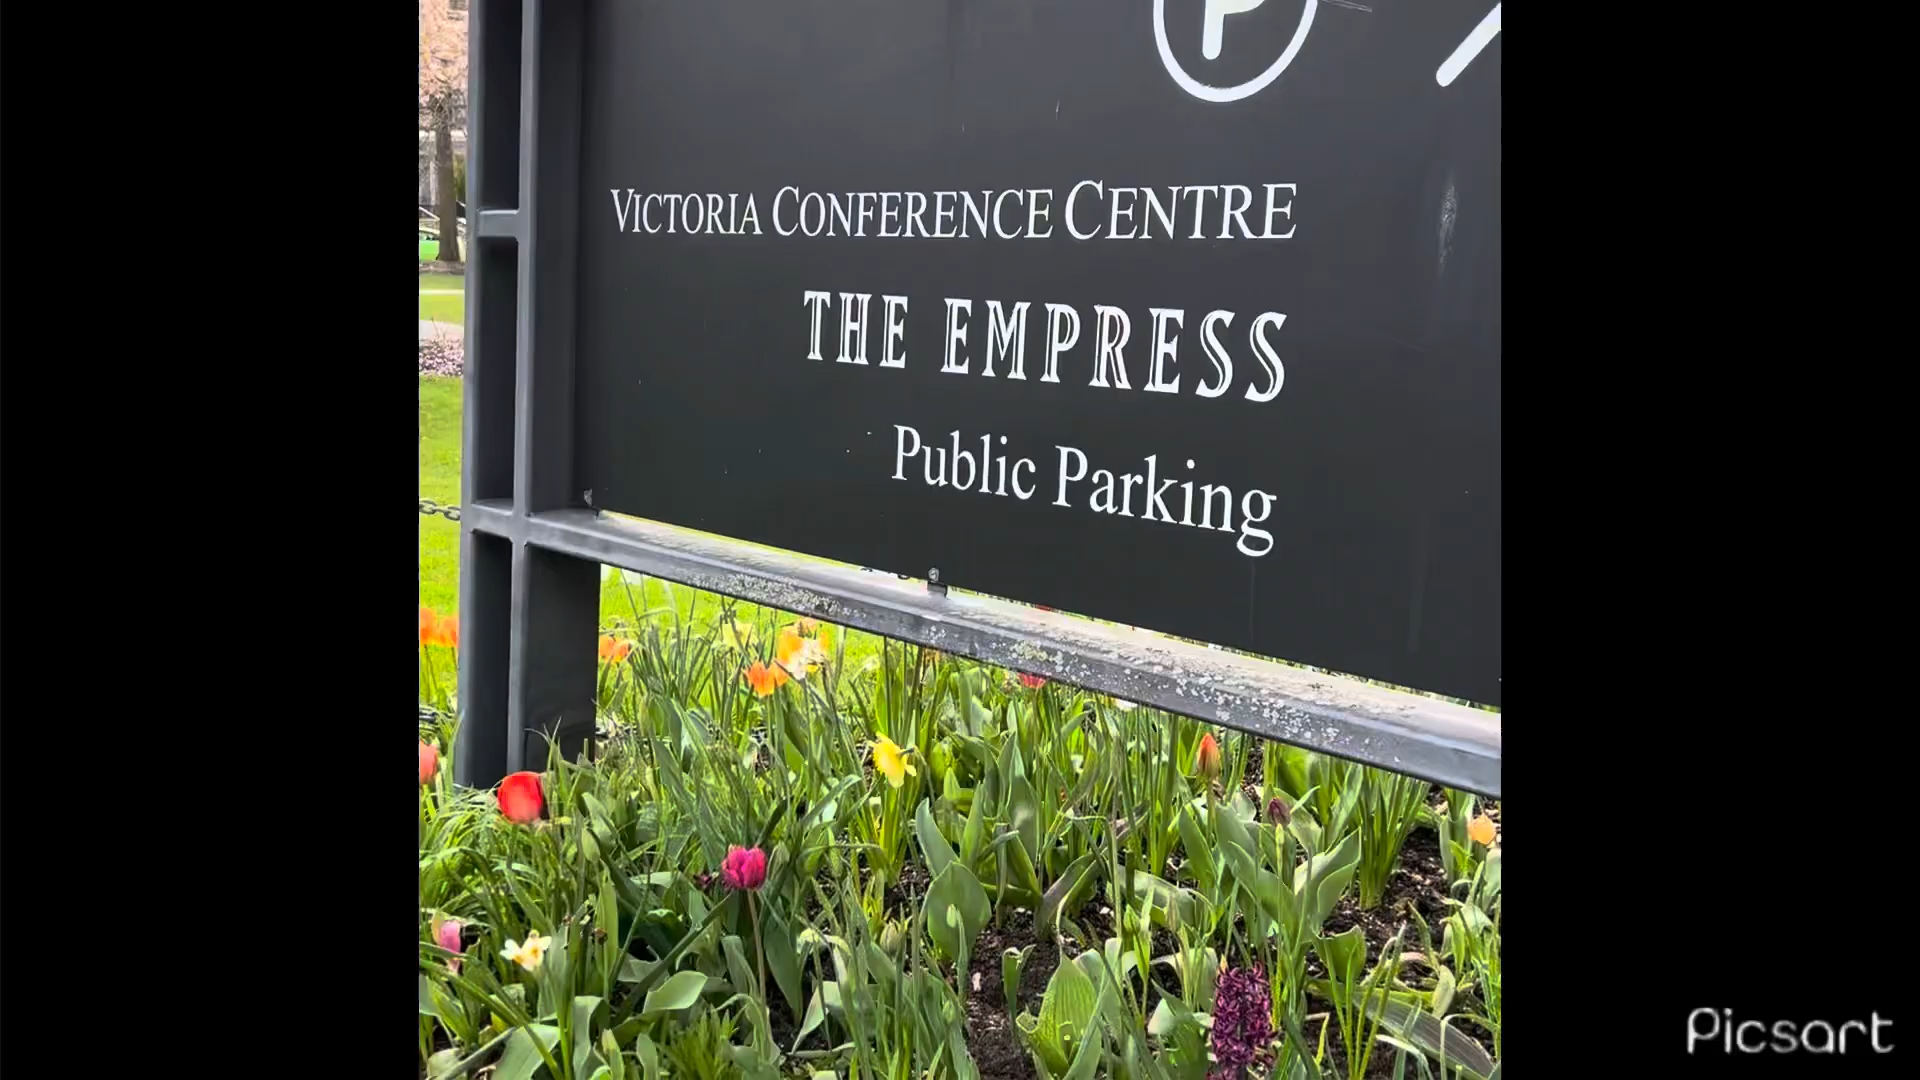 P
VICTORIA CONFERENCE CENTRE
THE EMPRESS
Public Parking
Picsart